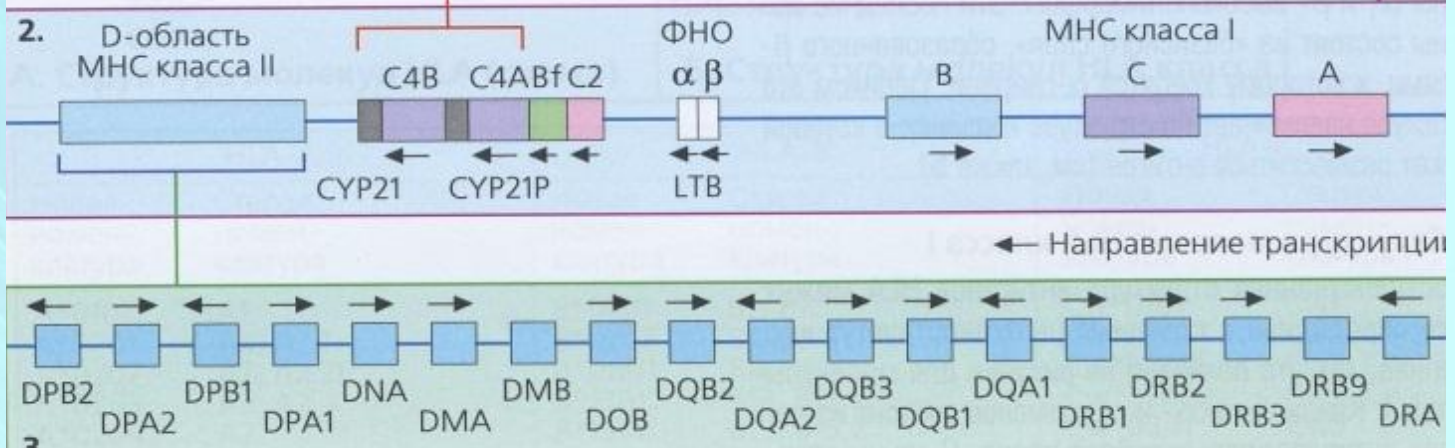 2.
D-область
МНС класса II
C4B C4A Bf C2
ФНО
α β
МНС класса I
B C A
CYP21 CYP21P LTB
Направление транскрипци
DPB2 DPB1 DNA DMB DQB2 DQB3 DQA1 DRB2 DRB9
DPA2 DPA1 DMA DOB DQA2 DQB1 DRB1 DRB3 DRA